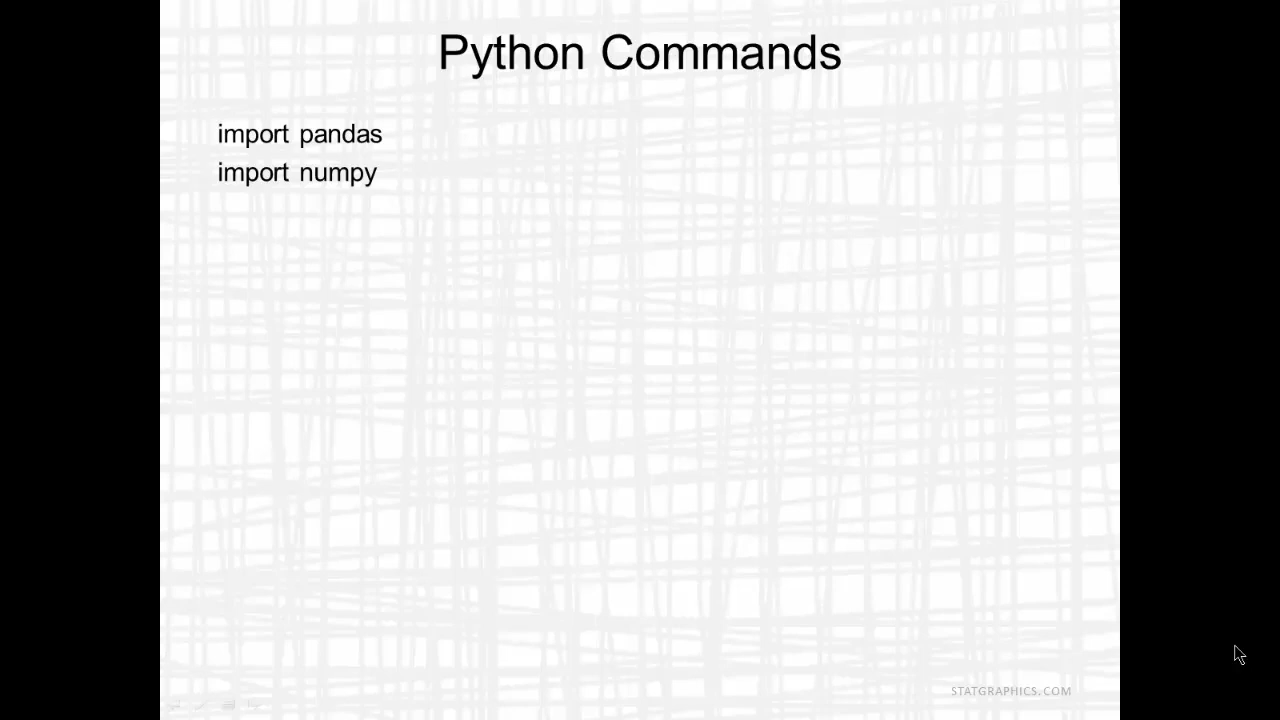 Python Commands
import pandas
import numpy
STATGRAPHICS.COM